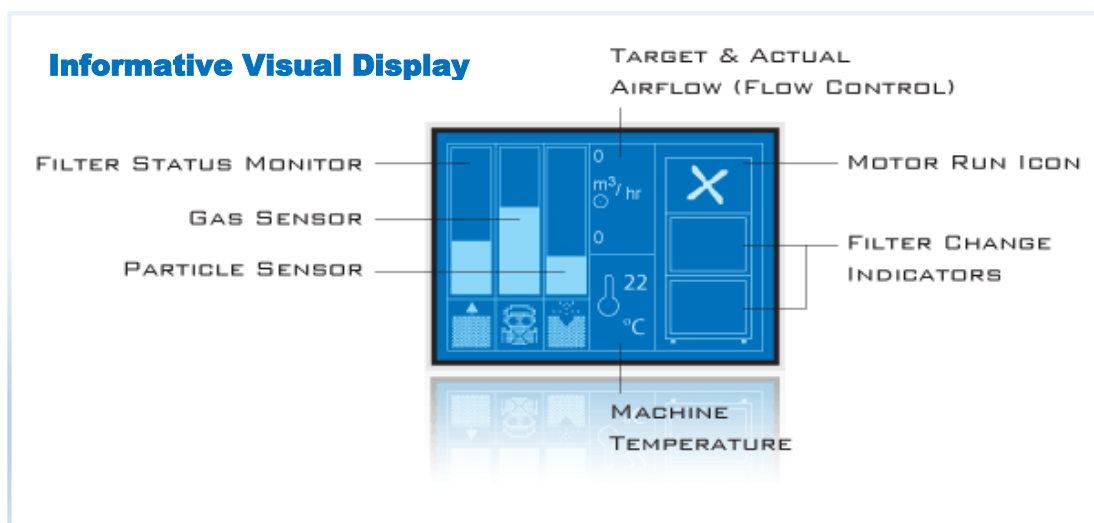 Informative Visual Display
TARGET & ACTUAL
AIRFLOW (FLOW CONTROL)
FILTER STATUS MONITOR
GAS SENSOR
PARTICLE SENSOR
0
m³/ hr
0
22
°C
MOTOR RUN ICON
FILTER CHANGE
INDICATORS
MACHINE
TEMPERATURE